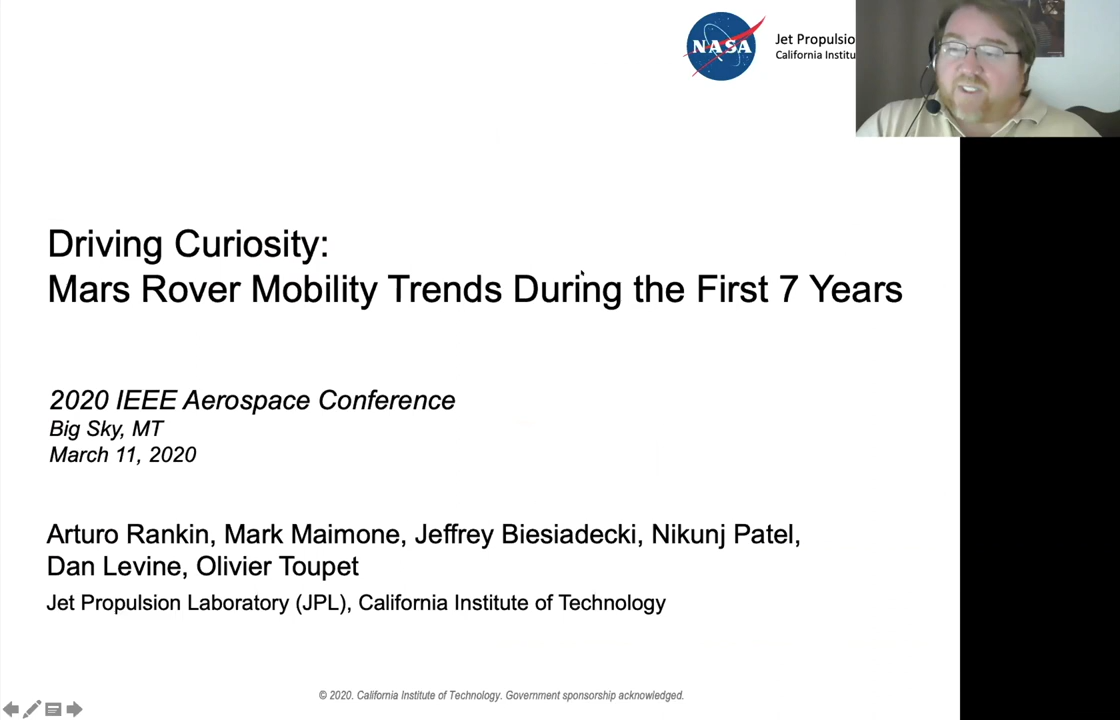 NASA
Jet Propulsio
California Institu
Driving Curiosity:
Mars Rover Mobility Trends During the First 7 Years
2020 IEEE Aerospace Conference
Big Sky, MT
March 11, 2020
Arturo Rankin, Mark Maimone, Jeffrey Biesiadecki, Nikunj Patel,
Dan Levine, Olivier Toupet
Jet Propulsion Laboratory (JPL), California Institute of Technology
© 2020. California Institute of Technology. Government sponsorship acknowledged.